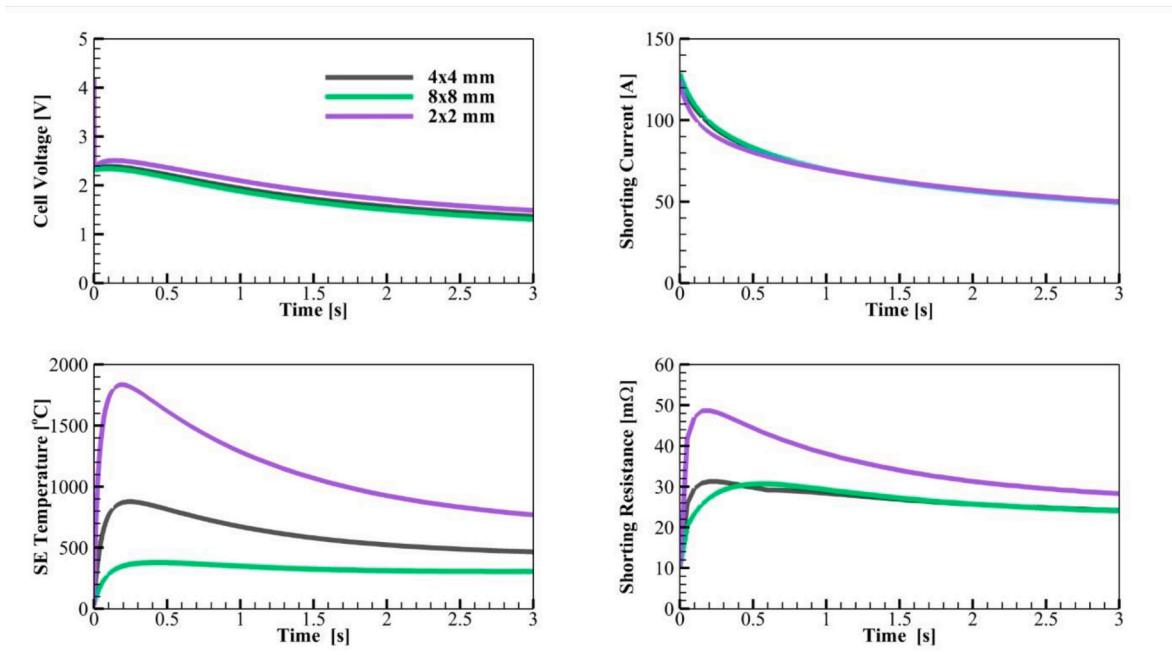 5
4
3
2
1
0
Cell Voltage [V]
4x4 mm
8x8 mm
2x2 mm
0 0.5 1 1.5 2 2.5 3
Time [s]
150
100
50
0
Shorting Current [A]
0 0.5 1 1.5 2 2.5 3
Time [s]
2000
1500
1000
500
0
SE Temperature [°C]
0 0.5 1 1.5 2 2.5 3
Time [s]
60
50
40
30
20
10
0
Shorting Resistance [mΩ]
0 0.5 1 1.5 2 2.5 3
Time [s]